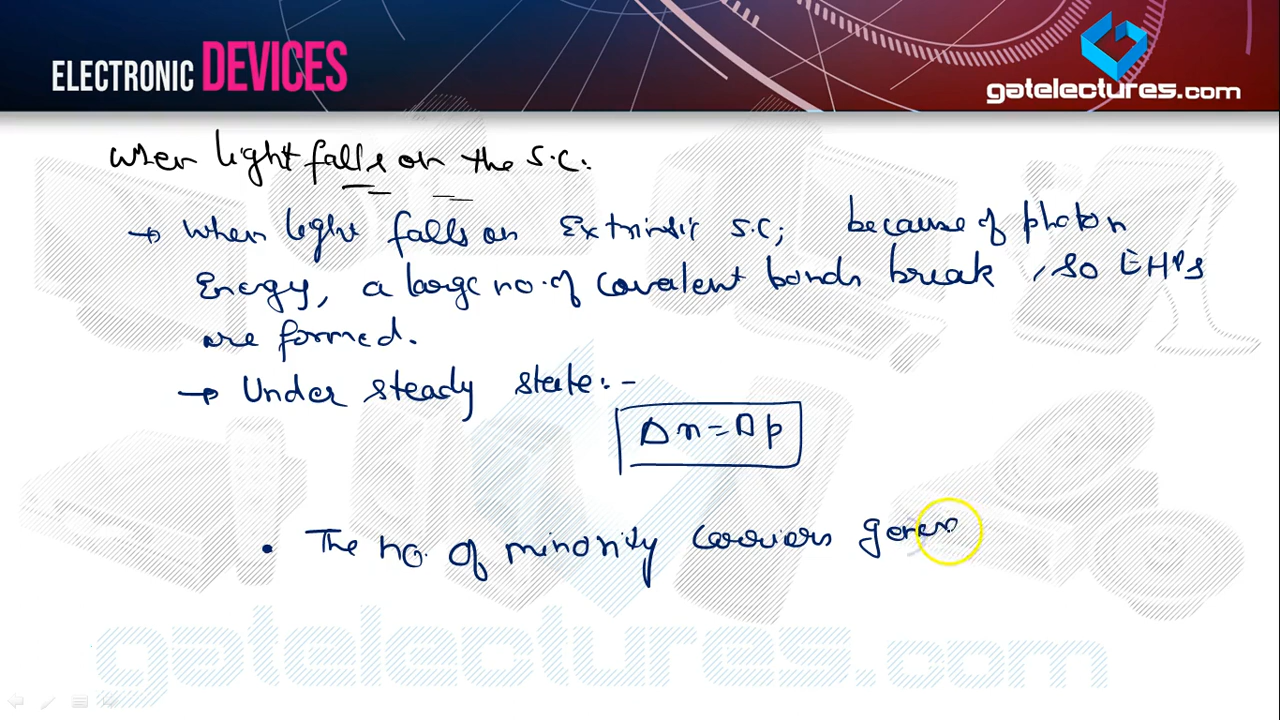 ELECTRONIC DEVICES
gatelectures.com
When light falls on the S.C.
→ When light falls on Extrinsic S.C; because of photon
Energy, a large no. of covalent bonds break, so EHPs
are formed.
→ Under steady state:-
Δn = Δp
• The no. of minority carriers gener
gatelectures.com